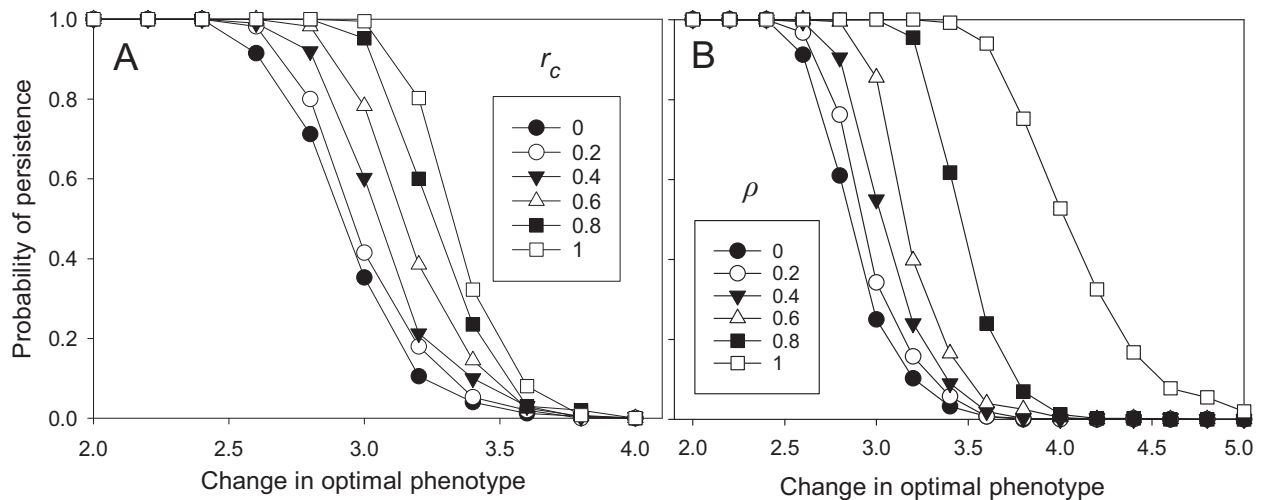 A
B
r_c
0
0.2
0.4
0.6
0.8
1
ρ
0
0.2
0.4
0.6
0.8
1
Probability of persistence
1.0
0.8
0.6
0.4
0.2
0.0
2.0 2.5 3.0 3.5 4.0
2.0 2.5 3.0 3.5 4.0 4.5 5.0
Change in optimal phenotype
Change in optimal phenotype